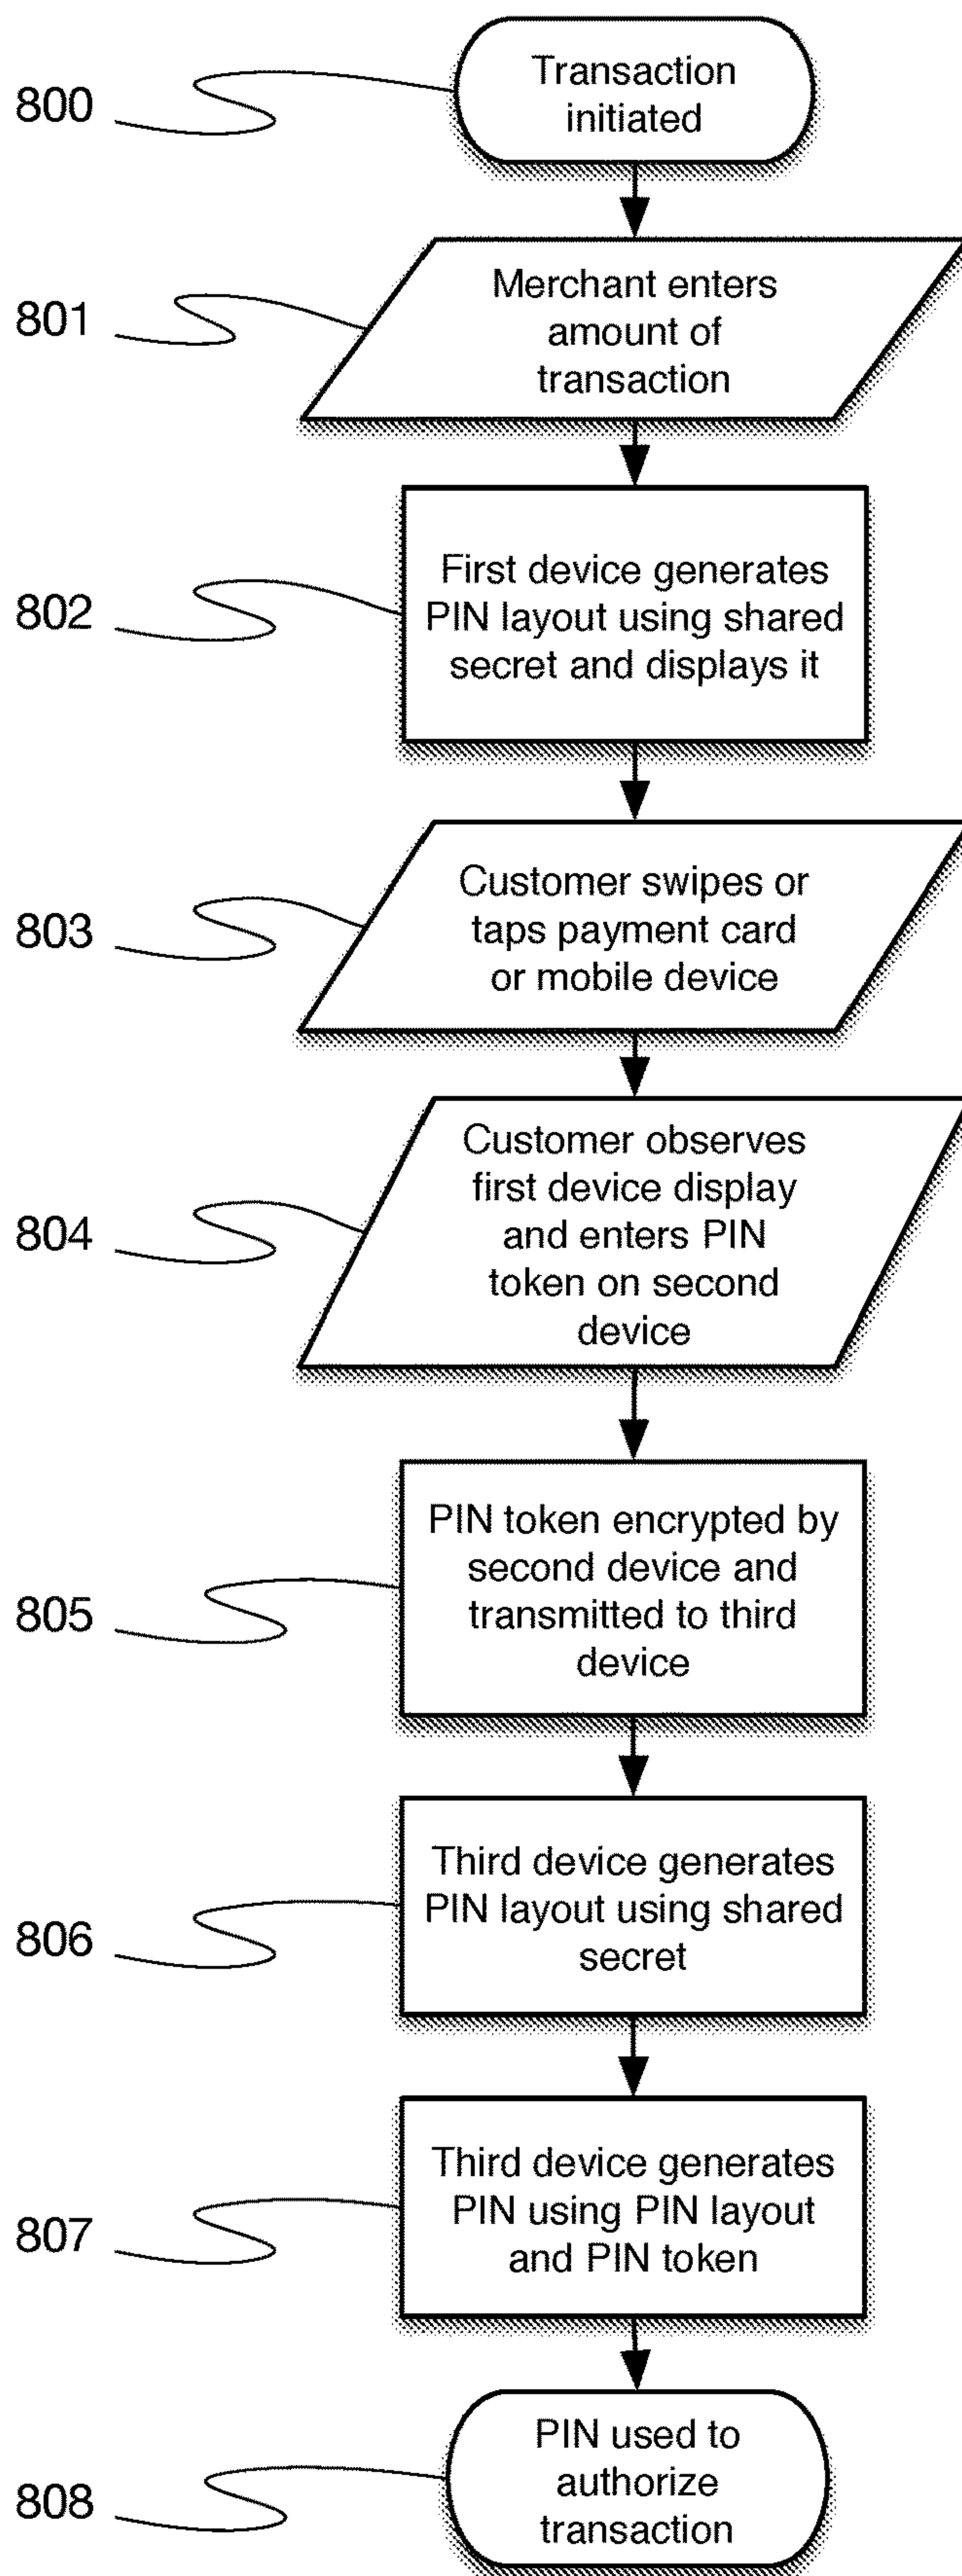 800
Transaction
initiated
801
Merchant enters
amount of
transaction
802
First device generates
PIN layout using shared
secret and displays it
803
Customer swipes or
taps payment card
or mobile device
804
Customer observes
first device display
and enters PIN
token on second
device
805
PIN token encrypted by
second device and
transmitted to third
device
806
Third device generates
PIN layout using shared
secret
807
Third device generates
PIN using PIN layout
and PIN token
808
PIN used to
authorize
transaction